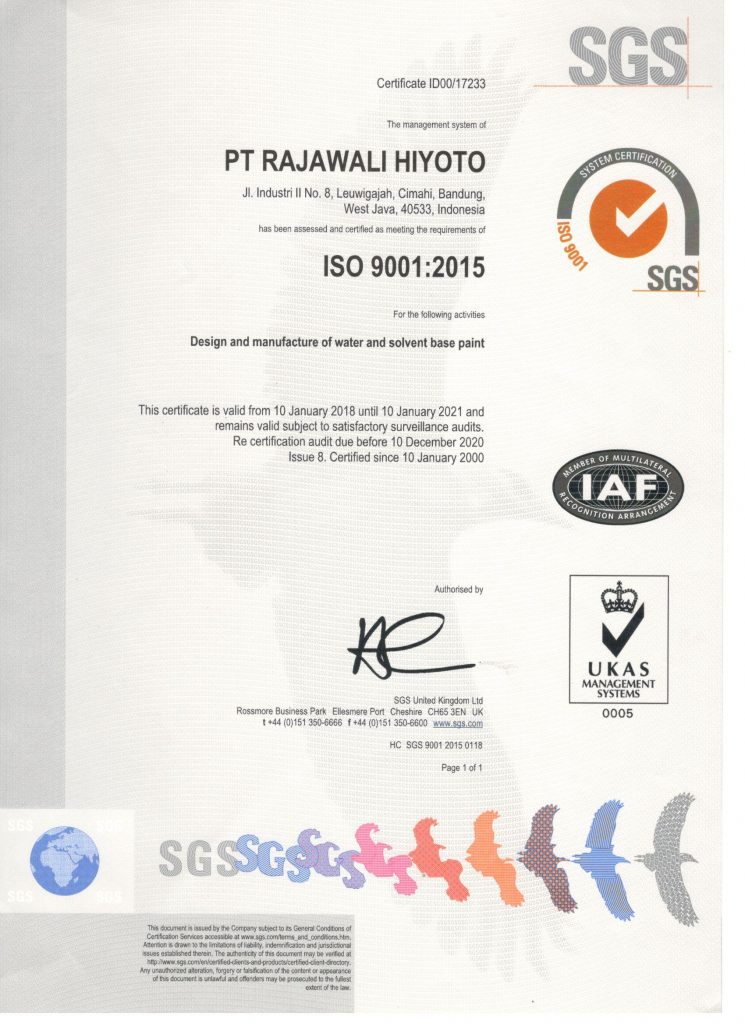 SGS
Certificate ID00/17233
The management system of
PT RAJAWALI HIYOTO
Jl. Industri II No. 8, Leuwigajah, Cimahi, Bandung,
West Java, 40533, Indonesia
has been assessed and certified as meeting the requirements of
ISO 9001:2015
For the following activities
Design and manufacture of water and solvent base paint
This certificate is valid from 10 January 2018 until 10 January 2021 and
remains valid subject to satisfactory surveillance audits.
Re certification audit due before 10 December 2020
Issue 8. Certified since 10 January 2000
SYSTEM CERTIFICATION
ISO 9001
SGS
MEMBER OF MULTILATERAL
IAF
RECOGNITION ARRANGEMENT
Authorised by
SGS United Kingdom Ltd
Rossmore Business Park Ellesmere Port Cheshire CH65 3EN UK
t +44 (0)151 350-6666 f +44 (0)151 350-6600 www.sgs.com
HC SGS 9001 2015 0118
Page 1 of 1
UKAS
MANAGEMENT
SYSTEMS
0005
SGS SGS
SGS SGS
SGSSGSSGS
This document is issued by the Company subject to its General Conditions of
Certification Services accessible at www.sgs.com/terms_and_conditions.htm.
Attention is drawn to the limitations of liability, indemnification and jurisdictional
issues established therein. The authenticity of this document may be verified at
http://www.sgs.com/en/certified-clients-and-products/certified-client-directory.
Any unauthorized alteration, forgery or falsification of the content or appearance
of this document is unlawful and offenders may be prosecuted to the fullest
extent of the law.